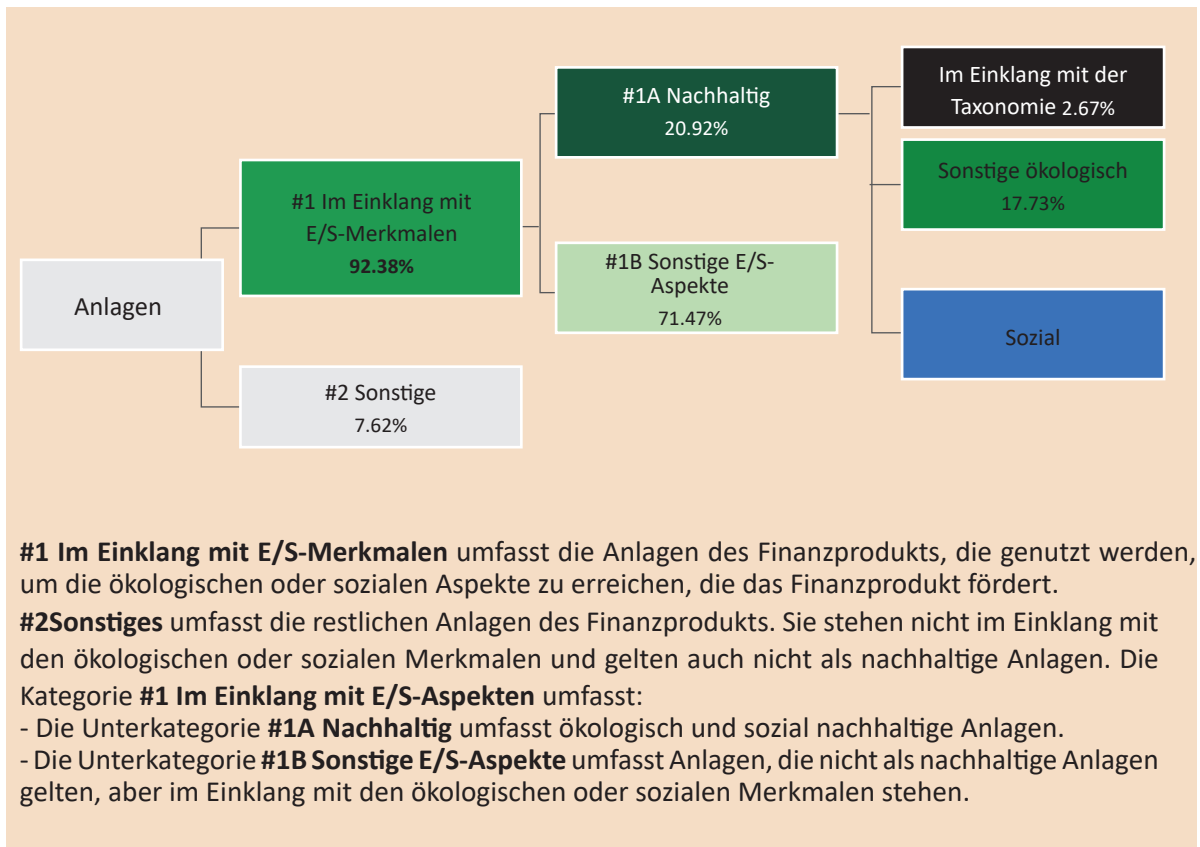 #1A Nachhaltig
20.92%
Im Einklang mit der
Taxonomie 2.67%
Sonstige ökologisch
17.73%
#1 Im Einklang mit
E/S-Merkmalen
92.38%
#1B Sonstige E/S-
Aspekte
71.47%
Anlagen
Sozial
#2 Sonstige
7.62%
#1 Im Einklang mit E/S-Merkmalen umfasst die Anlagen des Finanzprodukts, die genutzt werden,
um die ökologischen oder sozialen Aspekte zu erreichen, die das Finanzprodukt fördert.
#2Sonstiges umfasst die restlichen Anlagen des Finanzprodukts. Sie stehen nicht im Einklang mit
den ökologischen oder sozialen Merkmalen und gelten auch nicht als nachhaltige Anlagen. Die
Kategorie #1 Im Einklang mit E/S-Aspekten umfasst:
- Die Unterkategorie #1A Nachhaltig umfasst ökologisch und sozial nachhaltige Anlagen.
- Die Unterkategorie #1B Sonstige E/S-Aspekte umfasst Anlagen, die nicht als nachhaltige Anlagen
gelten, aber im Einklang mit den ökologischen oder sozialen Merkmalen stehen.